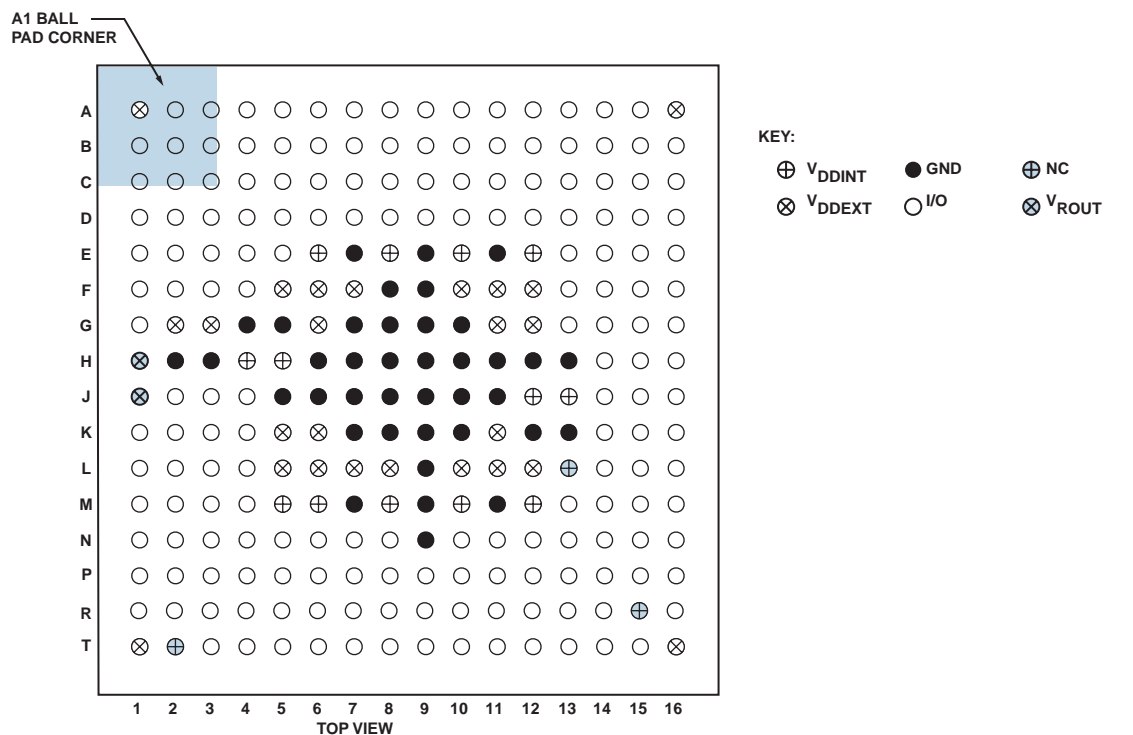 A1 BALL
PAD CORNER
A
B
C
D
E
F
G
H
J
K
L
M
N
P
R
T
1 2 3 4 5 6 7 8 9 10 11 12 13 14 15 16
TOP VIEW
KEY:
VDDINT GND NC
VDDEXT I/O VROUT